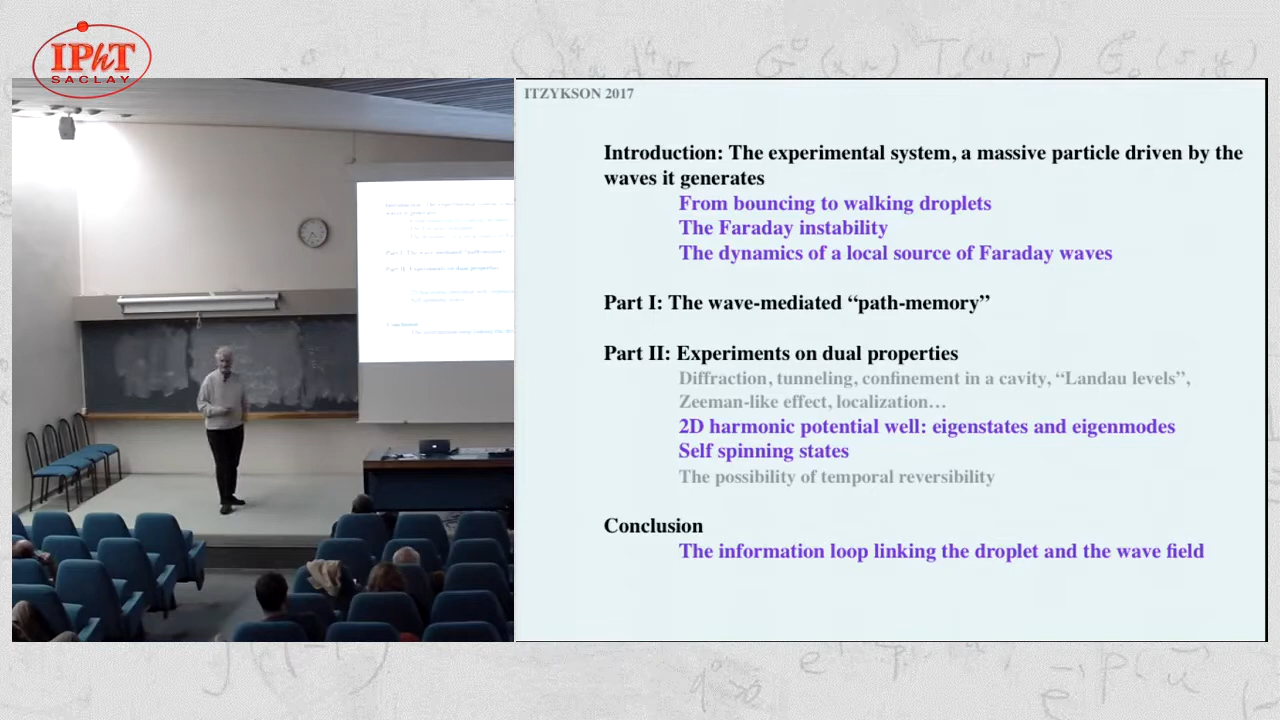 IPhT
SACLAY
ITZYKSON 2017
Introduction: The experimental system, a massive particle driven by the
waves it generates
From bouncing to walking droplets
The Faraday instability
The dynamics of a local source of Faraday waves
Part I: The wave-mediated “path-memory”
Part II: Experiments on dual properties
Diffraction, tunneling, confinement in a cavity, “Landau levels”,
Zeeman-like effect, localization…
2D harmonic potential well: eigenstates and eigenmodes
Self spinning states
The possibility of temporal reversibility
Conclusion
The information loop linking the droplet and the wave field